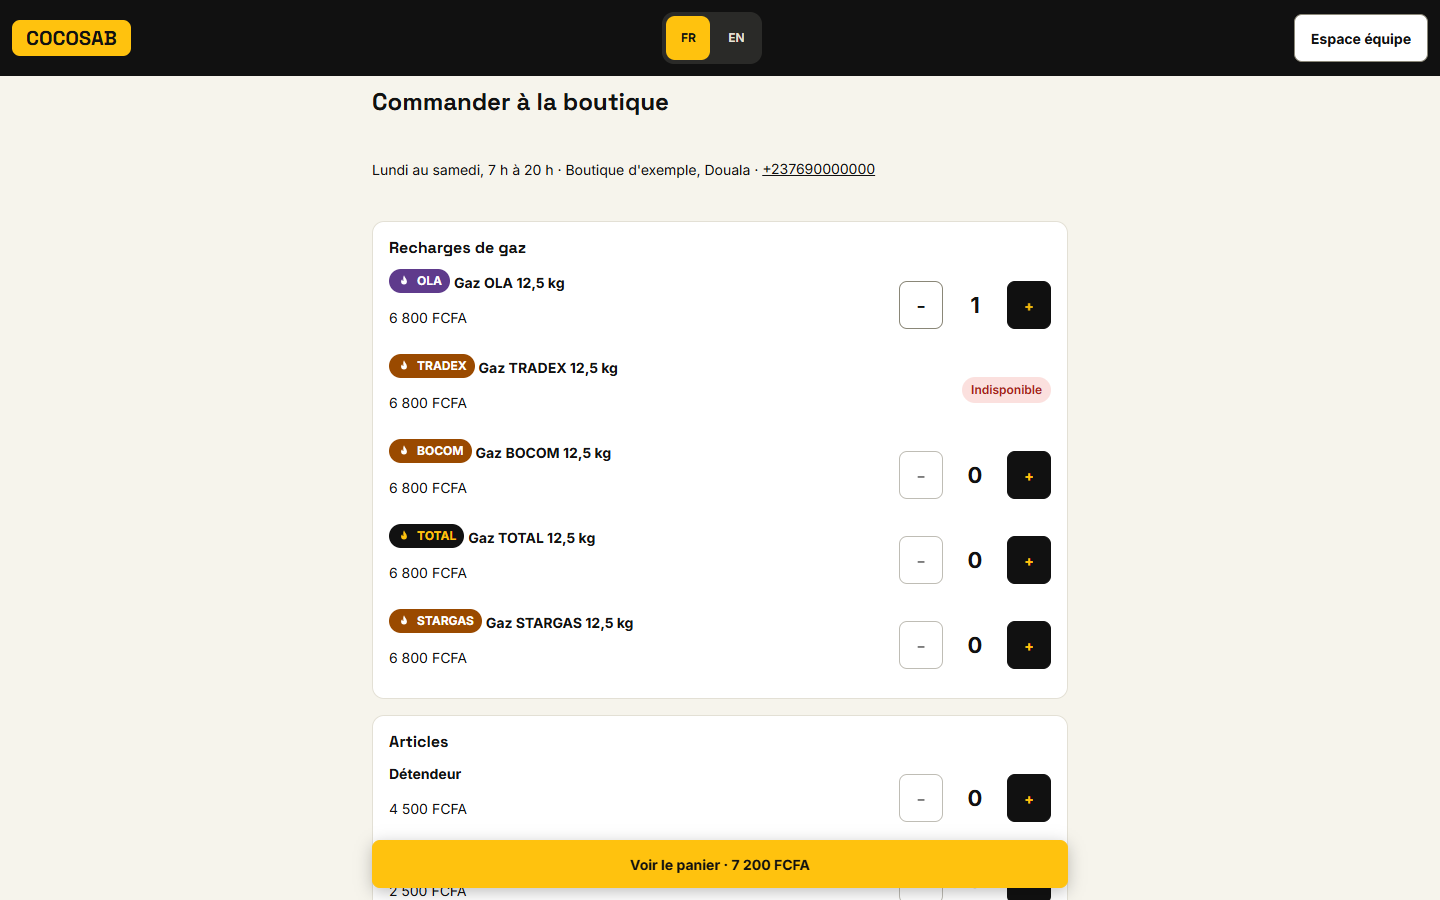 COCOSAB
FR
EN
Espace équipe
Commander à la boutique
Lundi au samedi, 7 h à 20 h · Boutique d'exemple, Douala · +237690000000
Recharges de gaz
OLA Gaz OLA 12,5 kg
6 800 FCFA
- 1 +
TRADEX Gaz TRADEX 12,5 kg
6 800 FCFA
Indisponible
BOCOM Gaz BOCOM 12,5 kg
6 800 FCFA
- 0 +
TOTAL Gaz TOTAL 12,5 kg
6 800 FCFA
- 0 +
STARGAS Gaz STARGAS 12,5 kg
6 800 FCFA
- 0 +
Articles
Détendeur
4 500 FCFA
- 0 +
Voir le panier · 7 200 FCFA
2 500 FCFA